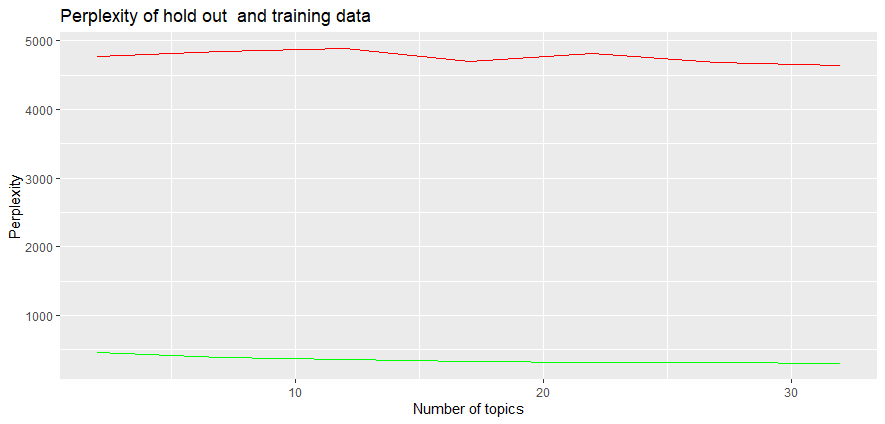 Perplexity of hold out  and training data
5000
4000
3000
2000
1000
Perplexity
10
20
30
Number of topics